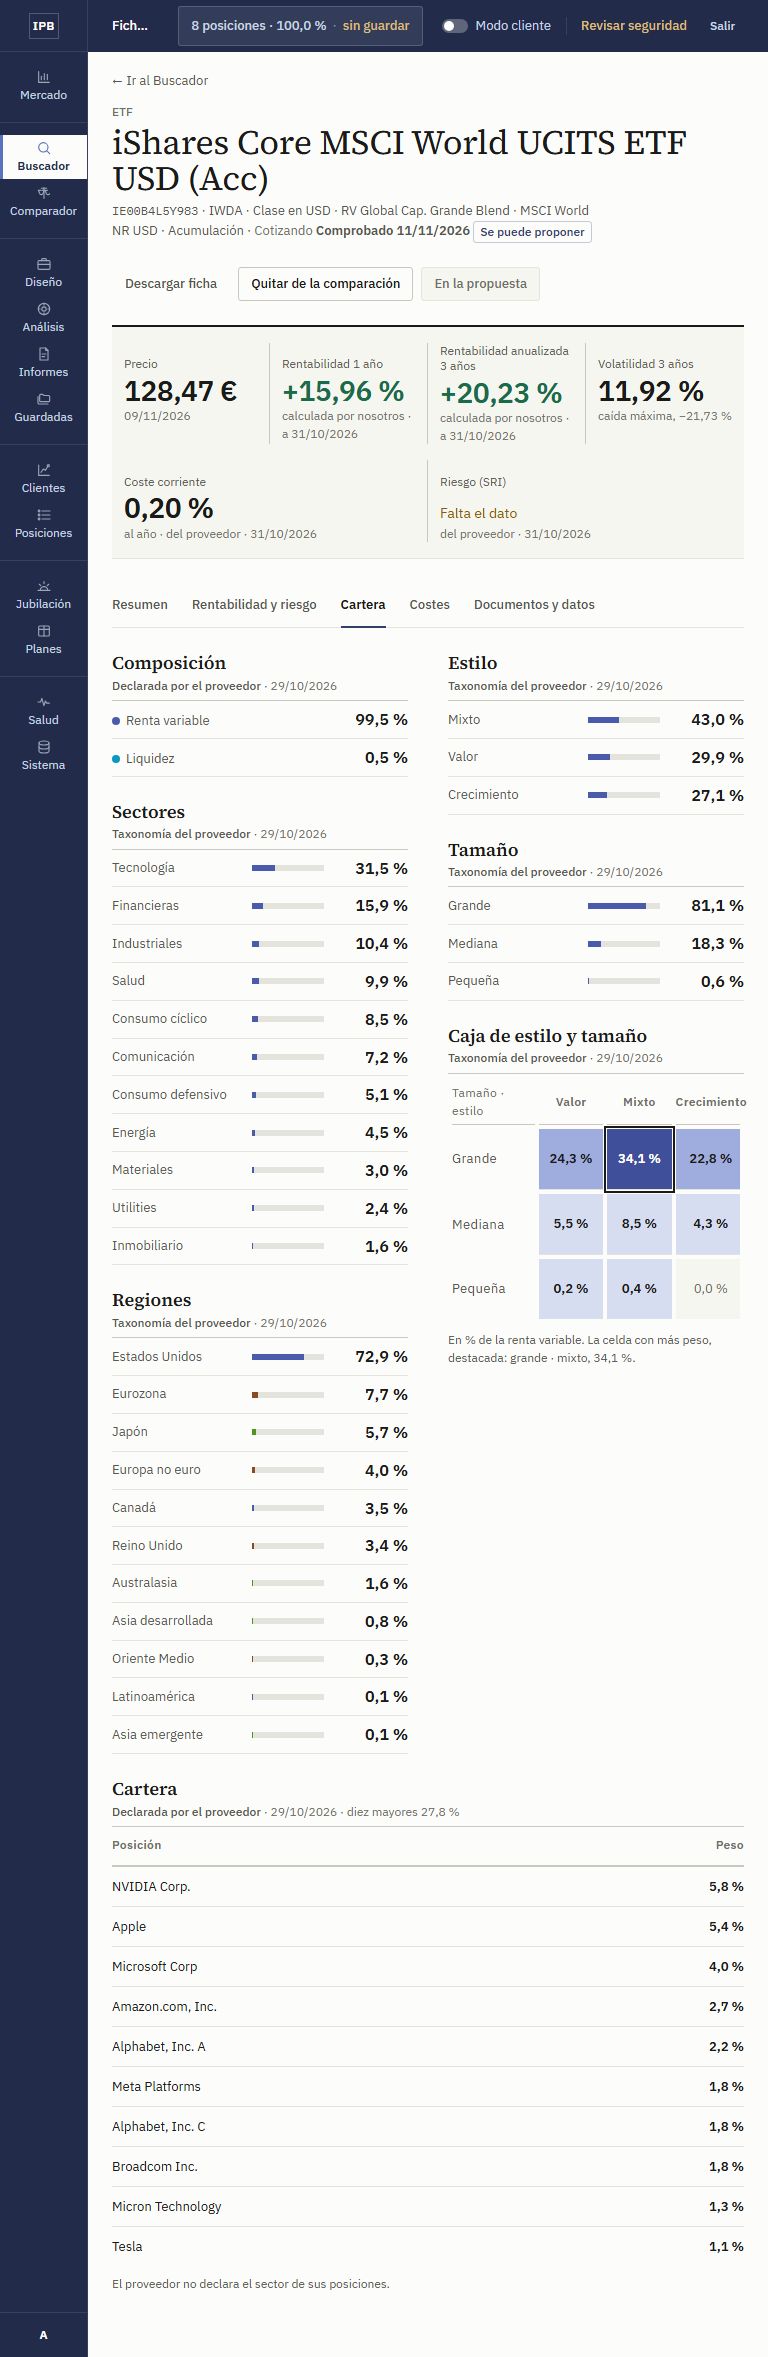 IPB
Fich...
8 posiciones · 100,0 % · sin guardar
Modo cliente
Revisar seguridad
Salir
Mercado
Buscador
Comparador
Diseño
Análisis
Informes
Guardadas
Clientes
Posiciones
Jubilación
Planes
Salud
Sistema
A
← Ir al Buscador
ETF
iShares Core MSCI World UCITS ETF
USD (Acc)
IE00B4L5Y983 · IWDA · Clase en USD · RV Global Cap. Grande Blend · MSCI World
NR USD · Acumulación · Cotizando Comprobado 11/11/2026 Se puede proponer
Descargar ficha
Quitar de la comparación
En la propuesta
Precio
128,47 €
09/11/2026
Rentabilidad 1 año
+15,96 %
calculada por nosotros ·
a 31/10/2026
Rentabilidad anualizada
3 años
+20,23 %
calculada por nosotros ·
a 31/10/2026
Volatilidad 3 años
11,92 %
caída máxima, −21,73 %
Coste corriente
0,20 %
al año · del proveedor · 31/10/2026
Riesgo (SRI)
Falta el dato
del proveedor · 31/10/2026
Resumen
Rentabilidad y riesgo
Cartera
Costes
Documentos y datos
Composición
Declarada por el proveedor · 29/10/2026
Renta variable 99,5 %
Liquidez 0,5 %
Sectores
Taxonomía del proveedor · 29/10/2026
Tecnología 31,5 %
Financieras 15,9 %
Industriales 10,4 %
Salud 9,9 %
Consumo cíclico 8,5 %
Comunicación 7,2 %
Consumo defensivo 5,1 %
Energía 4,5 %
Materiales 3,0 %
Utilities 2,4 %
Inmobiliario 1,6 %
Regiones
Taxonomía del proveedor · 29/10/2026
Estados Unidos 72,9 %
Eurozona 7,7 %
Japón 5,7 %
Europa no euro 4,0 %
Canadá 3,5 %
Reino Unido 3,4 %
Australasia 1,6 %
Asia desarrollada 0,8 %
Oriente Medio 0,3 %
Latinoamérica 0,1 %
Asia emergente 0,1 %
Estilo
Taxonomía del proveedor · 29/10/2026
Mixto 43,0 %
Valor 29,9 %
Crecimiento 27,1 %
Tamaño
Taxonomía del proveedor · 29/10/2026
Grande 81,1 %
Mediana 18,3 %
Pequeña 0,6 %
Caja de estilo y tamaño
Taxonomía del proveedor · 29/10/2026
Tamaño ·
estilo
Valor Mixto Crecimiento
Grande 24,3 % 34,1 % 22,8 %
Mediana 5,5 % 8,5 % 4,3 %
Pequeña 0,2 % 0,4 % 0,0 %
En % de la renta variable. La celda con más peso,
destacada: grande · mixto, 34,1 %.
Cartera
Declarada por el proveedor · 29/10/2026 · diez mayores 27,8 %
Posición Peso
NVIDIA Corp. 5,8 %
Apple 5,4 %
Microsoft Corp 4,0 %
Amazon.com, Inc. 2,7 %
Alphabet, Inc. A 2,2 %
Meta Platforms 1,8 %
Alphabet, Inc. C 1,8 %
Broadcom Inc. 1,8 %
Micron Technology 1,3 %
Tesla 1,1 %
El proveedor no declara el sector de sus posiciones.